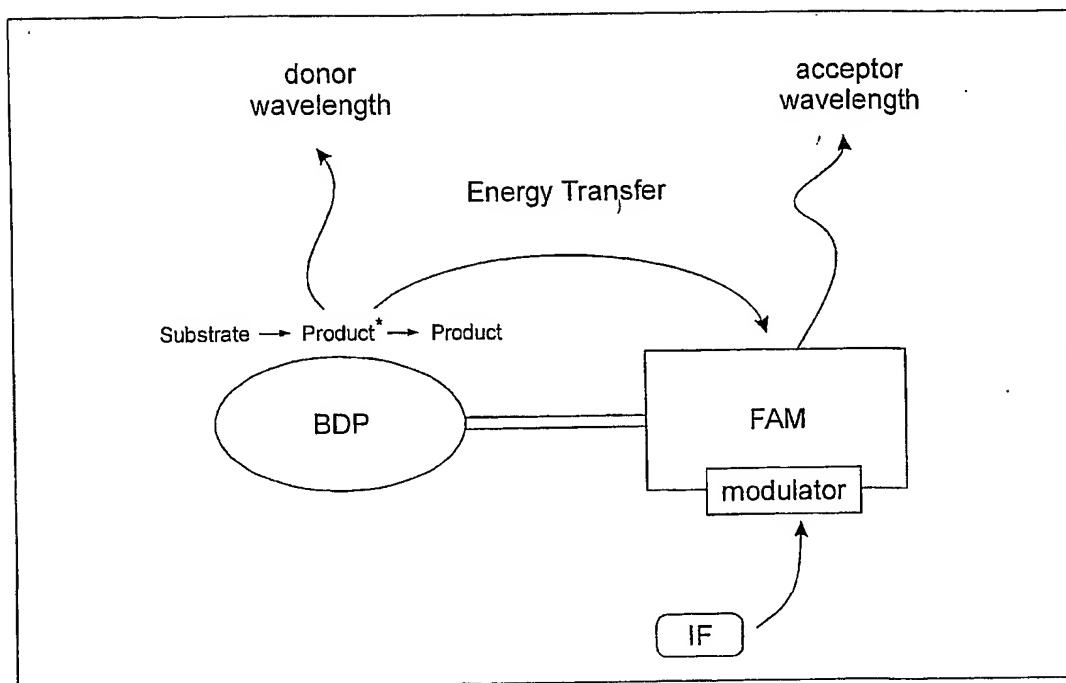 donor
wavelength
acceptor
wavelength
Energy Transfer
Substrate → Product* → Product
BDP
FAM
modulator
IF